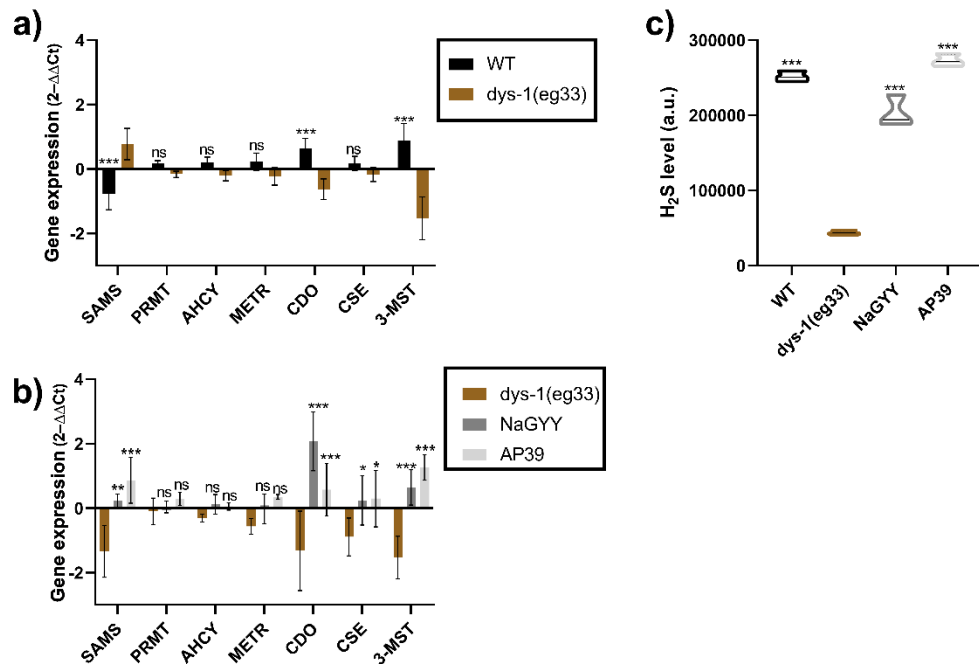 a)
Gene expression (2−ΔΔCt)
4
2
0
-2
*** ns ns ns *** ns ***
SAMS PRMT AHCY METR CDO CSE 3-MST
WT
dys-1(eg33)
b)
Gene expression (2−ΔΔCt)
4
2
0
-2
** *** ns ns ns ns ns ns *** *** * * *** ***
SAMS PRMT AHCY METR CDO CSE 3-MST
dys-1(eg33)
NaGYY
AP39
c)
H₂S level (a.u.)
300000
200000
100000
0
*** *** ***
WT dys-1(eg33) NaGYY AP39